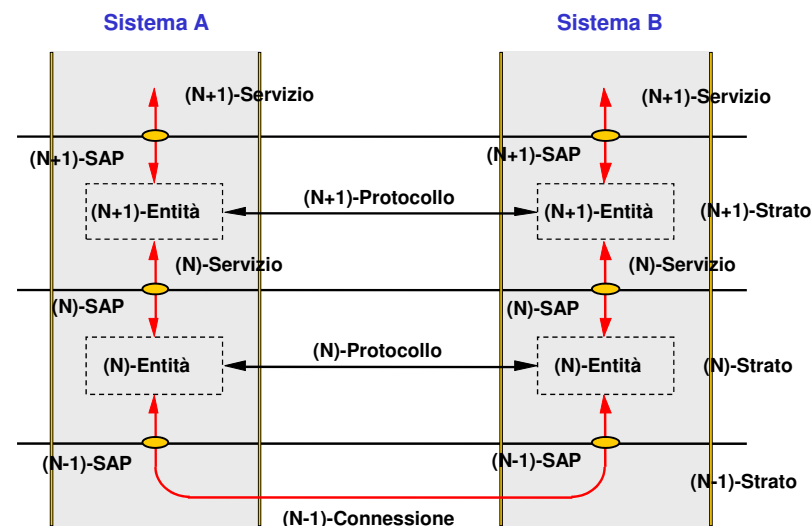 Sistema A
Sistema B
(N+1)-Servizio
(N+1)-Servizio
(N+1)-SAP
(N+1)-SAP
(N+1)-Entità
(N+1)-Protocollo
(N+1)-Entità
(N+1)-Strato
(N)-Servizio
(N)-Servizio
(N)-SAP
(N)-SAP
(N)-Entità
(N)-Protocollo
(N)-Entità
(N)-Strato
(N-1)-SAP
(N-1)-SAP
(N-1)-Strato
(N-1)-Connessione